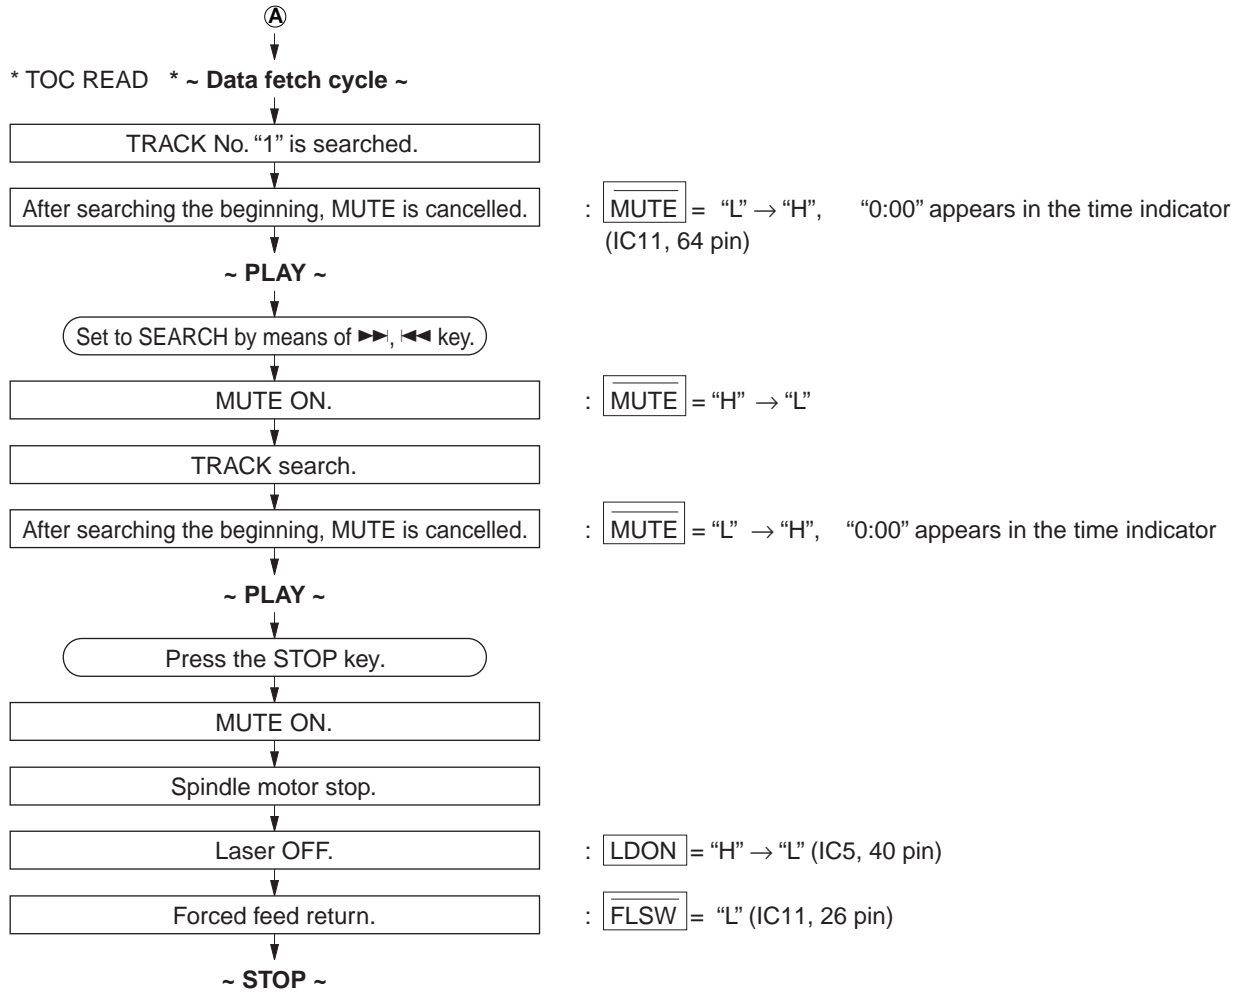 A
* TOC READ * ~ Data fetch cycle ~
TRACK No. “1” is searched.
After searching the beginning, MUTE is cancelled. : MUTE = “L” → “H”, “0:00” appears in the time indicator
(IC11, 64 pin)
~ PLAY ~
Set to SEARCH by means of ►►|, |◄◄ key.
MUTE ON. : MUTE = “H” → “L”
TRACK search.
After searching the beginning, MUTE is cancelled. : MUTE = “L” → “H”, “0:00” appears in the time indicator
~ PLAY ~
Press the STOP key.
MUTE ON.
Spindle motor stop.
Laser OFF. : LDON = “H” → “L” (IC5, 40 pin)
Forced feed return. : FLSW = “L” (IC11, 26 pin)
~ STOP ~